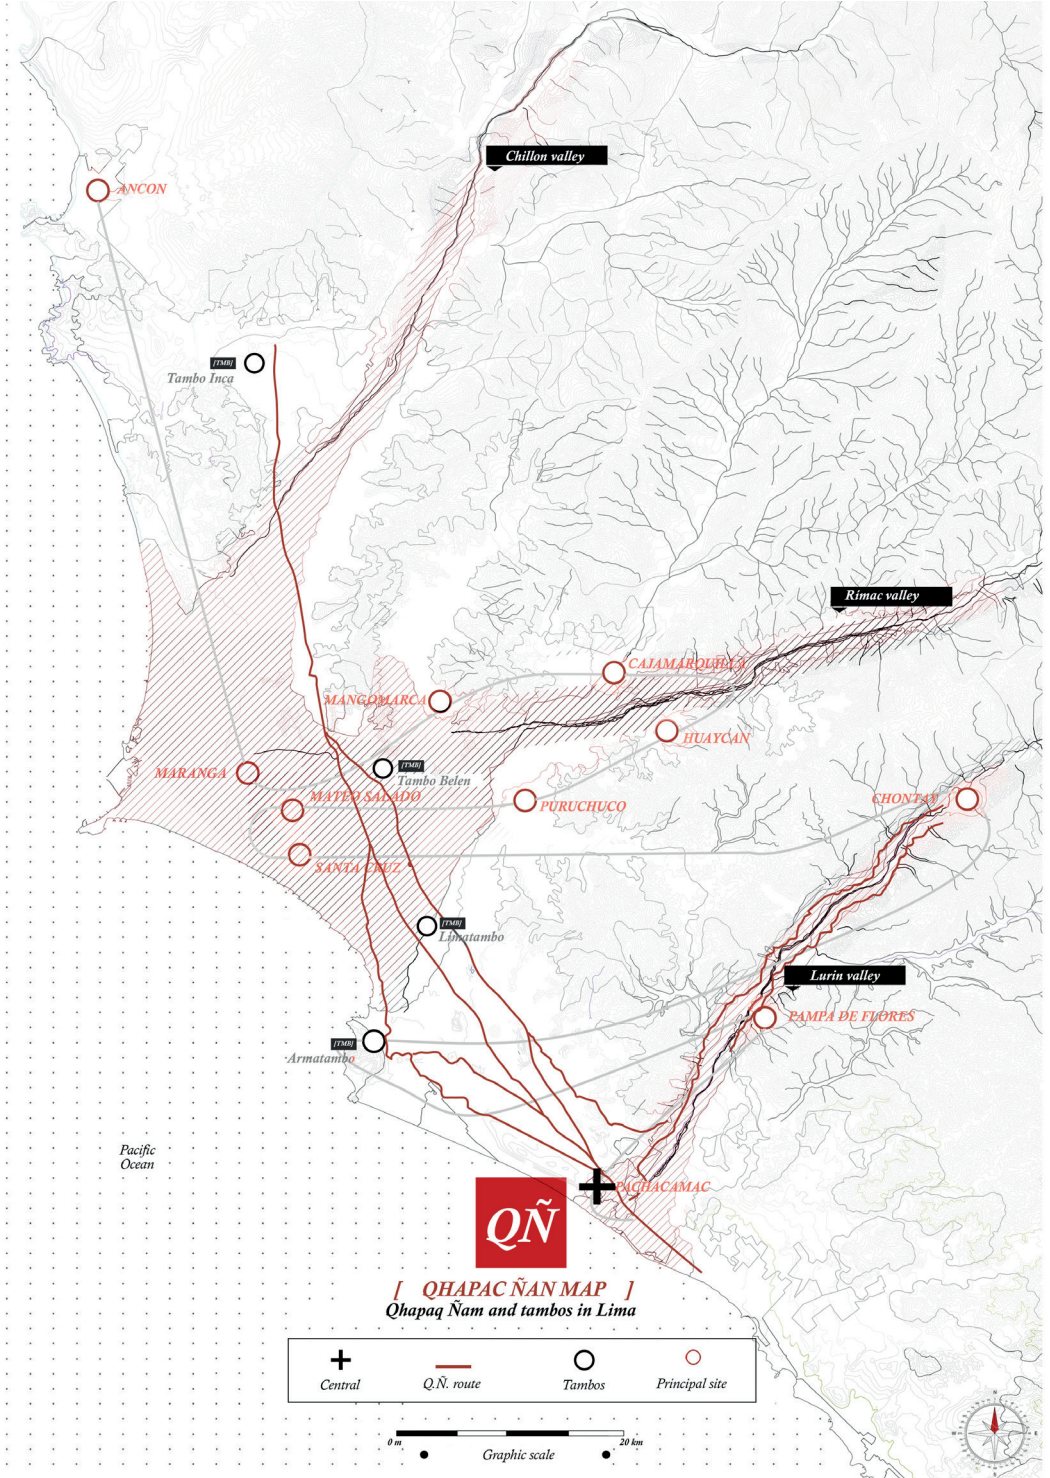 Chillon valley
ANCON
[TMB]
Tambo Inca
Rimac valley
CAJAMARQUILLA
MANGOMARCA
HUAYCAN
MARANGA
[TMB]
Tambo Belen
MATEO SALADO
PURUCHUCO
CHONTAY
SANTA CRUZ
[TMB]
Limatambo
Lurin valley
PAMPA DE FLORES
[TMB]
Armatambo
Pacific
Ocean
PACHACAMAC
QÑ
[ QHAPAC ÑAN MAP ]
Qhapaq Ñam and tambos in Lima
Central
Q.Ñ. route
Tambos
Principal site
0 m
20 km
Graphic scale
N